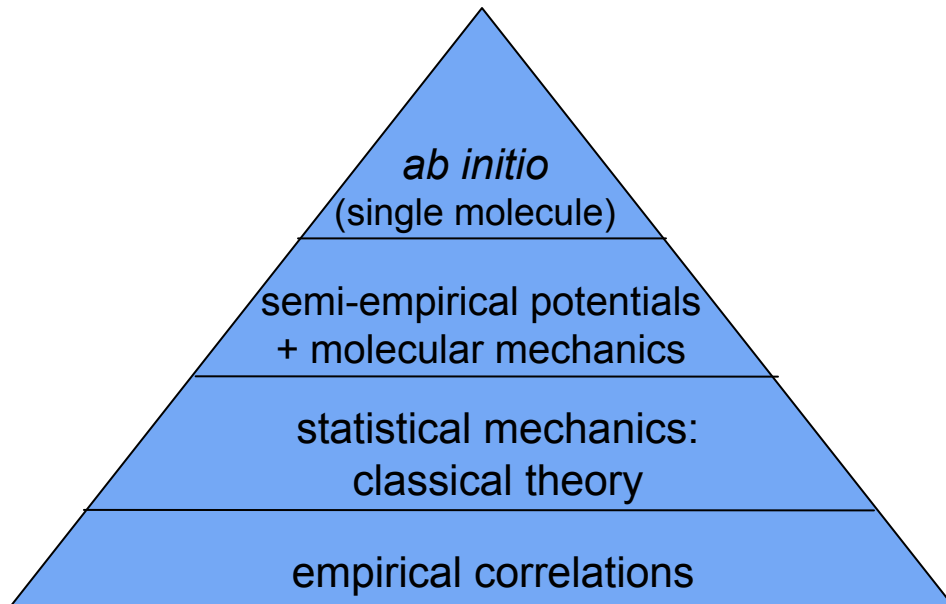 ab initio
(single molecule)
semi-empirical potentials
+ molecular mechanics
statistical mechanics:
classical theory
empirical correlations